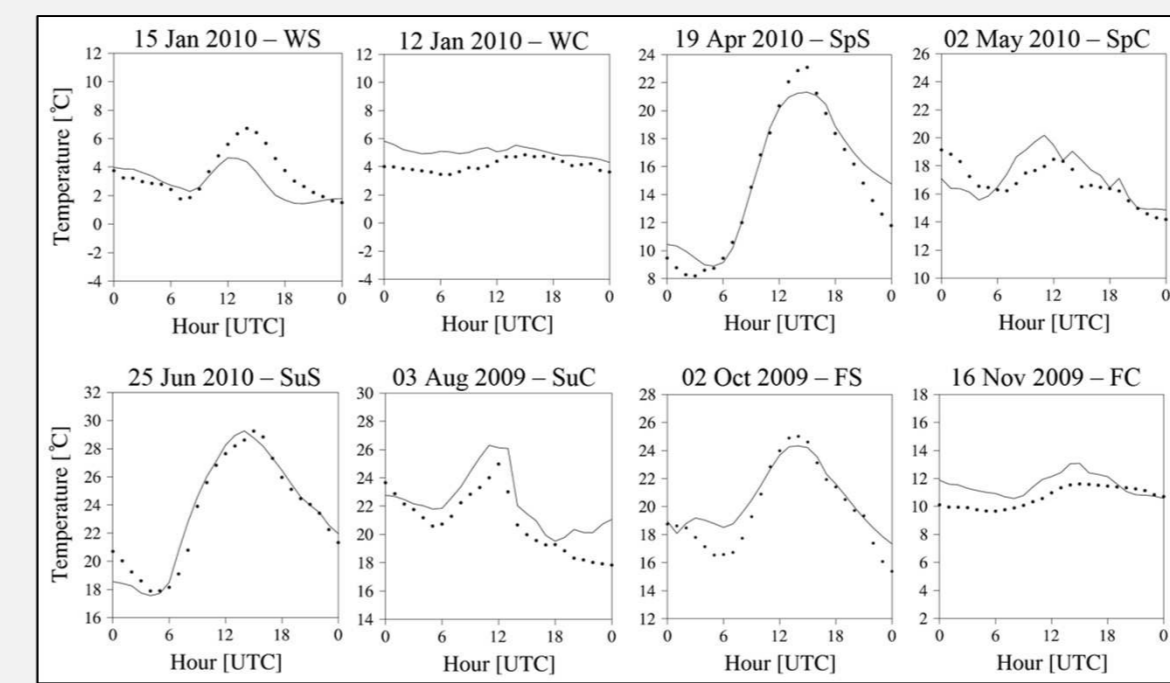 15 Jan 2010 – WS
12 Jan 2010 – WC
19 Apr 2010 – SpS
02 May 2010 – SpC
Temperature [°C]
12
10
8
6
4
2
0
-2
-4
0 6 12 18 0
Hour [UTC]
12
10
8
6
4
2
0
-2
-4
0 6 12 18 0
Hour [UTC]
24
22
20
18
16
14
12
10
8
0 6 12 18 0
Hour [UTC]
26
24
22
20
18
16
14
12
10
0 6 12 18 0
Hour [UTC]
25 Jun 2010 – SuS
03 Aug 2009 – SuC
02 Oct 2009 – FS
16 Nov 2009 – FC
Temperature [°C]
32
30
28
26
24
22
20
18
16
0 6 12 18 0
Hour [UTC]
30
28
26
24
22
20
18
16
14
0 6 12 18 0
Hour [UTC]
28
26
24
22
20
18
16
14
12
0 6 12 18 0
Hour [UTC]
18
16
14
12
10
8
6
4
2
0 6 12 18 0
Hour [UTC]